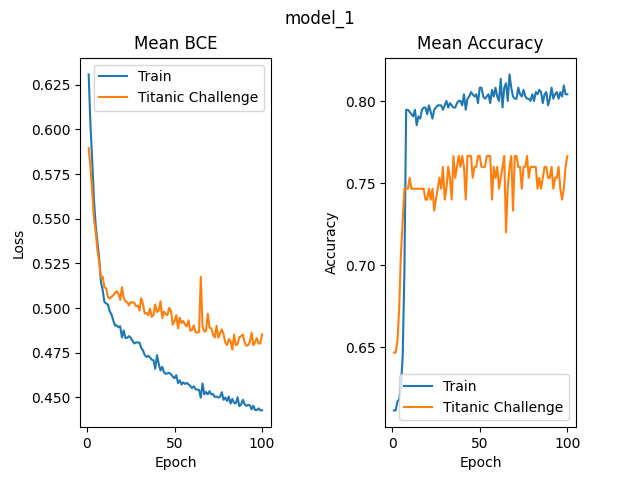 model_1
Mean BCE
Train
Titanic Challenge
0.625
0.600
0.575
0.550
0.525
0.500
0.475
0.450
Loss
0
50
100
Epoch
Mean Accuracy
0.80
0.75
0.70
0.65
Accuracy
Train
Titanic Challenge
0
50
100
Epoch